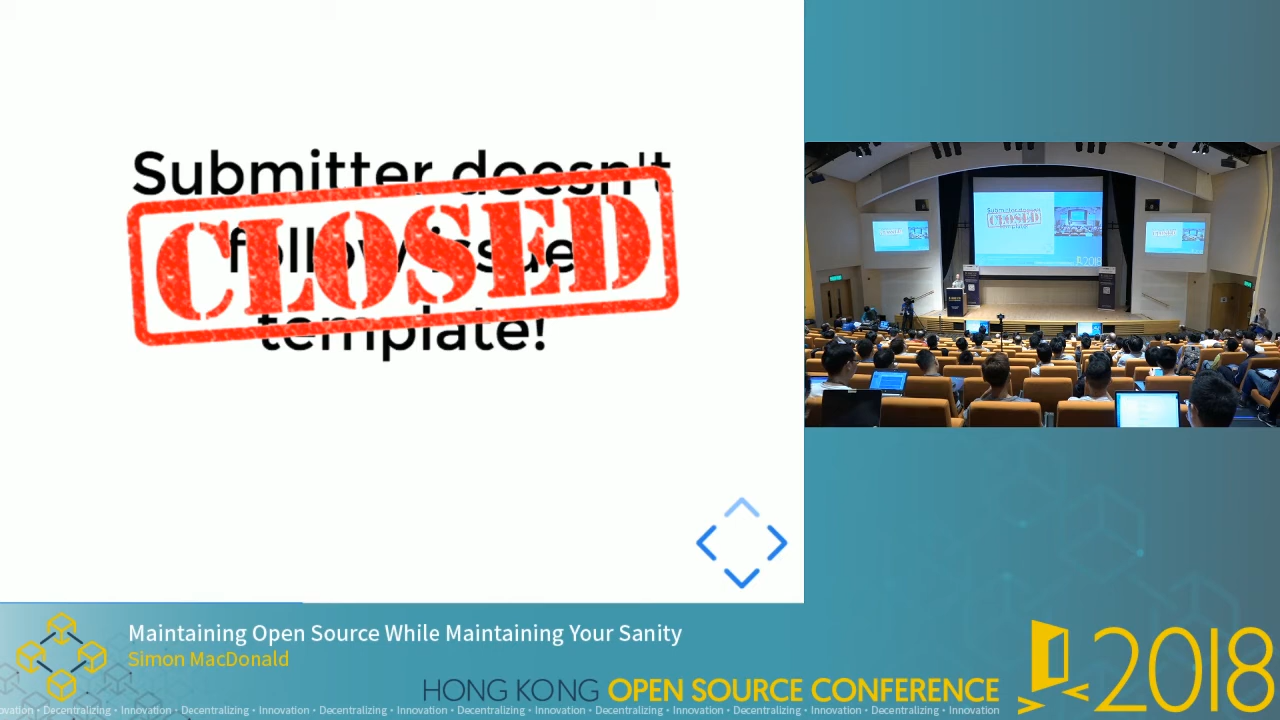 Submitter doesn't
follow issue
template!
CLOSED
Maintaining Open Source While Maintaining Your Sanity
Simon MacDonald
HONG KONG OPEN SOURCE CONFERENCE 2018
Innovation • Decentralizing • Innovation • Decentralizing • Innovation • Decentralizing • Innovation • Decentralizing • Innovation • Decentralizing • Innovation • Decentralizing • Innovation • Decentralizing • Innovation